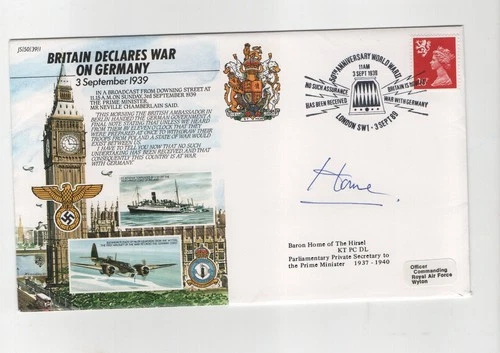 JS(50)39/1
BRITAIN DECLARES WAR
ON GERMANY
3 September 1939
IN A BROADCAST FROM DOWNING STREET AT
11.15 A.M. ON SUNDAY, 3rd SEPTEMBER 1939
THE PRIME MINISTER,
MR NEVILLE CHAMBERLAIN SAID.
"THIS MORNING THE BRITISH AMBASSADOR IN
BERLIN HANDED THE GERMAN GOVERNMENT A
FINAL NOTE STATING THAT UNLESS WE HEARD
FROM THEM BY ELEVEN O'CLOCK THAT THEY
WERE PREPARED AT ONCE TO WITHDRAW THEIR
TROOPS FROM POLAND A STATE OF WAR WOULD
EXIST BETWEEN US.
I HAVE TO TELL YOU NOW THAT NO SUCH
UNDERTAKING HAS BEEN RECEIVED AND THAT
CONSEQUENTLY THIS COUNTRY IS AT WAR
WITH GERMANY."
50th ANNIVERSARY WORLD WAR II
11AM
3 SEPT 1939
NO SUCH ASSURANCE
HAS BEEN RECEIVED
BRITAIN IS NOW
WAR WITH GERMANY
LONDON SW1 - 3 SEPT 89
Home
Baron Home of The Hirsel
KT PC DL
Parliamentary Private Secretary to
the Prime Minister 1937 - 1940
Officer
Commanding
Royal Air Force
Wyton